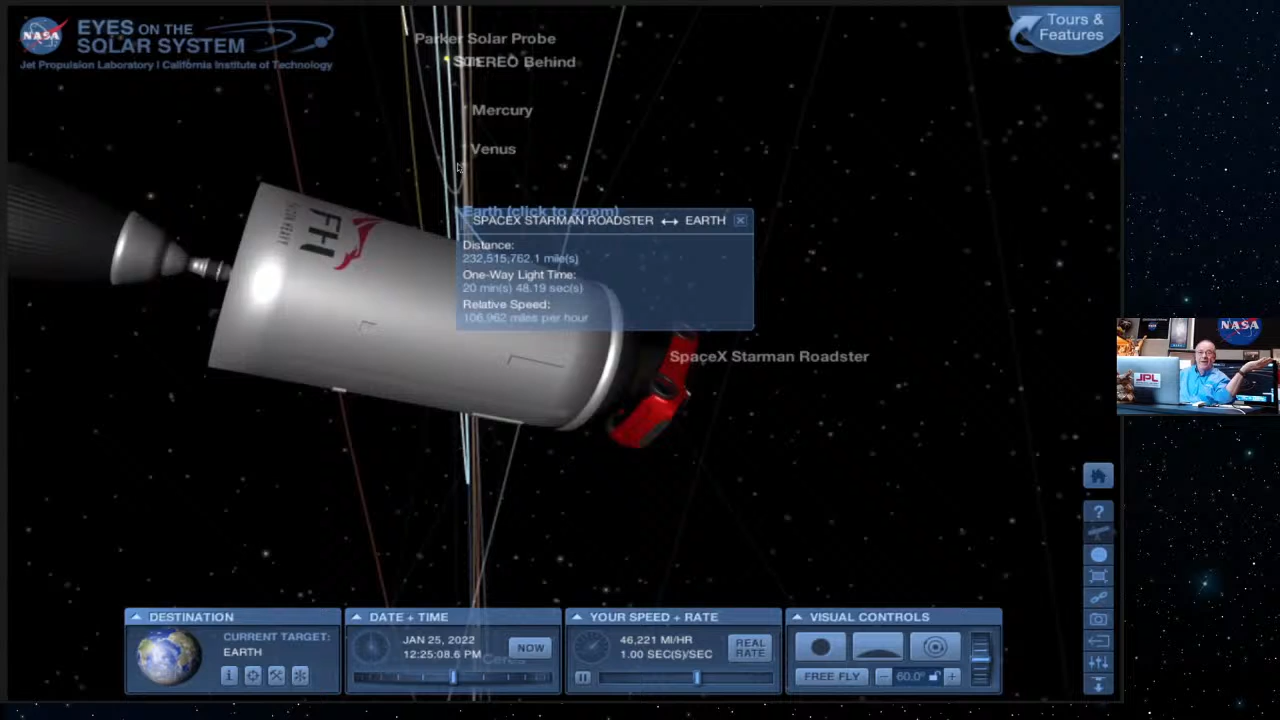 NASA
EYES ON THE
SOLAR SYSTEM
Jet Propulsion Laboratory | California Institute of Technology
Tours &
Features
Parker Solar Probe
STEREO Behind
Mercury
Venus
Earth (click to zoom)
SPACEX STARMAN ROADSTER ↔ EARTH
Distance:
232,515,762.1 mile(s)
One-Way Light Time:
20 min(s) 48.19 sec(s)
Relative Speed:
106,962 miles per hour
FH
FALCON HEAVY
SpaceX Starman Roadster
NASA
JPL
Ceres
DESTINATION
CURRENT TARGET:
EARTH
DATE + TIME
JAN 25, 2022
12:25:08.6 PM
NOW
YOUR SPEED + RATE
46,221 MI/HR
1.00 SEC(S)/SEC
REAL
RATE
VISUAL CONTROLS
FREE FLY
60.0°
?